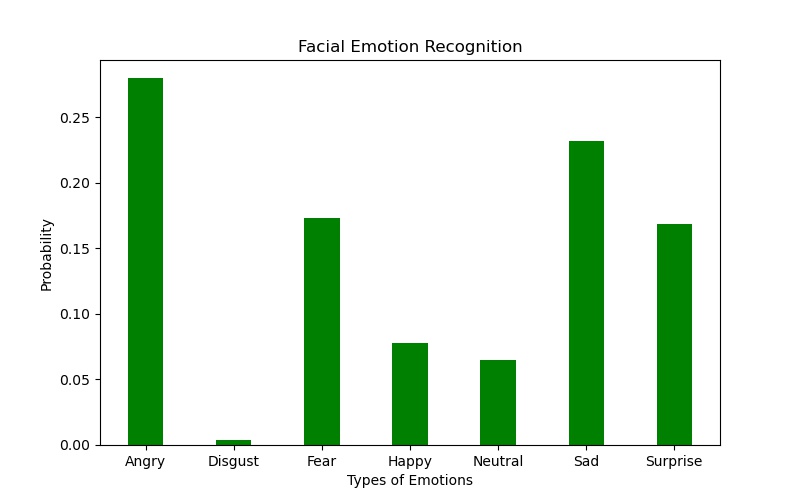 Facial Emotion Recognition
Probability
0.25
0.20
0.15
0.10
0.05
0.00
Angry Disgust Fear Happy Neutral Sad Surprise
Types of Emotions